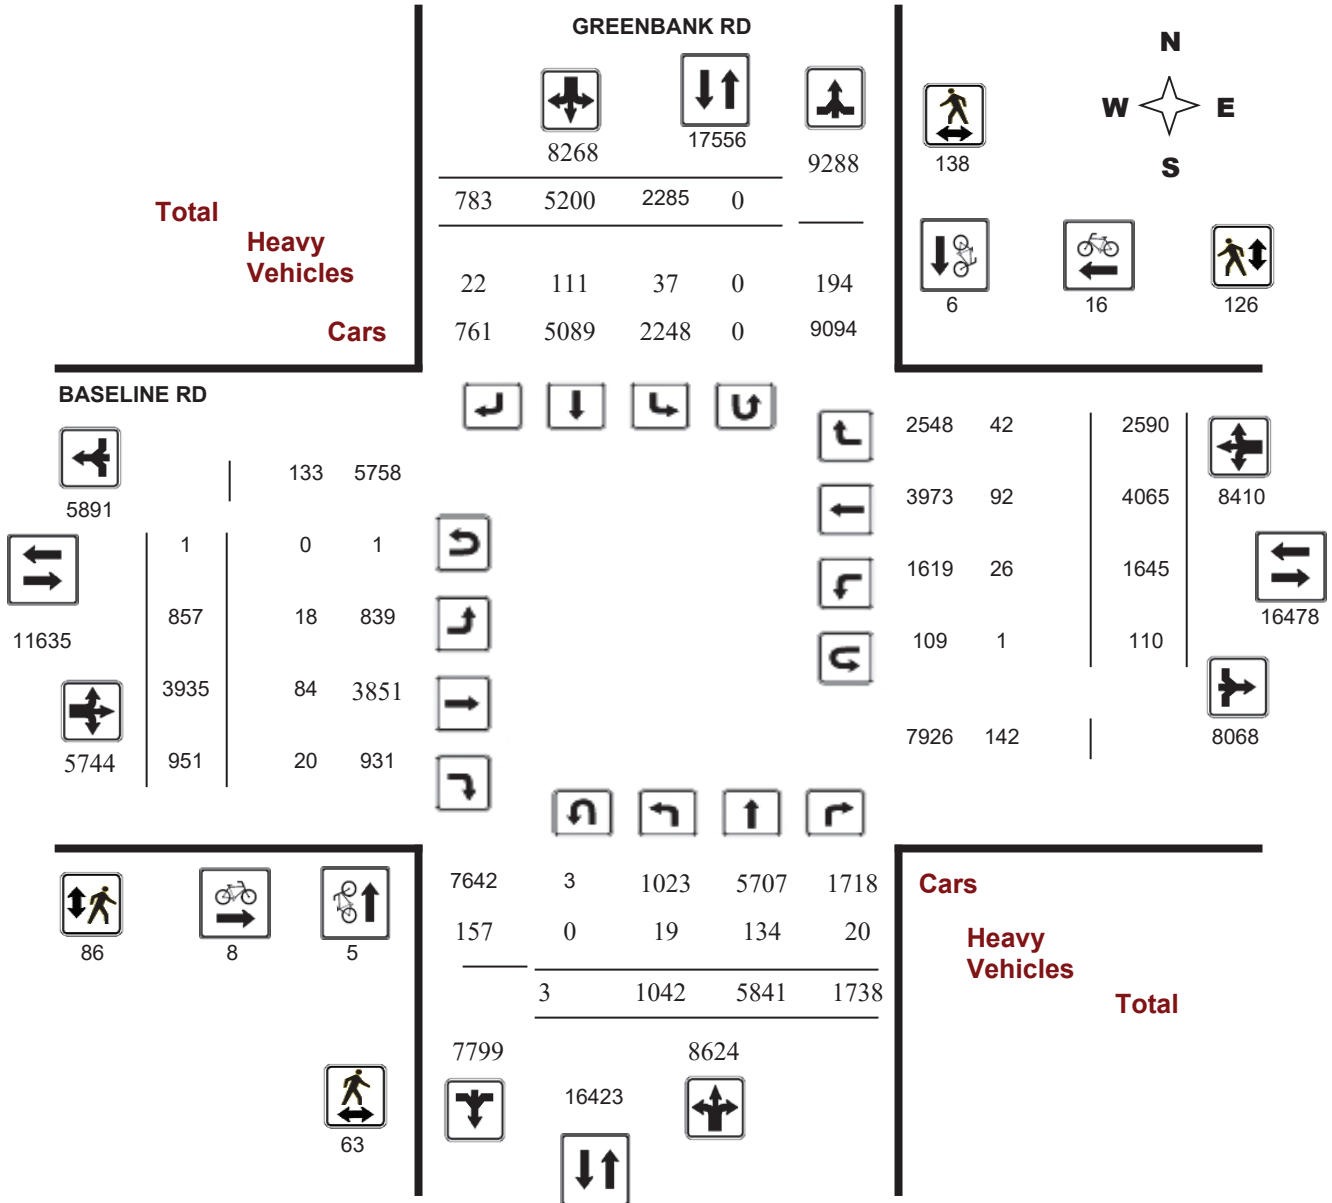 GREENBANK RD
N
W E
S
8268 17556 9288 138
783 5200 2285 0
Total
Heavy
Vehicles
22 111 37 0 194
6 16 126
Cars 761 5089 2248 0 9094
BASELINE RD
2548 42 2590
133 5758
5891
3973 92 4065 8410
1 0 1
1619 26 1645
857 18 839
11635
16478
109 1 110
3935 84 3851
7926 142 8068
5744 951 20 931
7642 3 1023 5707 1718 Cars
157 0 19 134 20
Heavy
Vehicles
86 8 5
3 1042 5841 1738
Total
7799 8624
16423
63